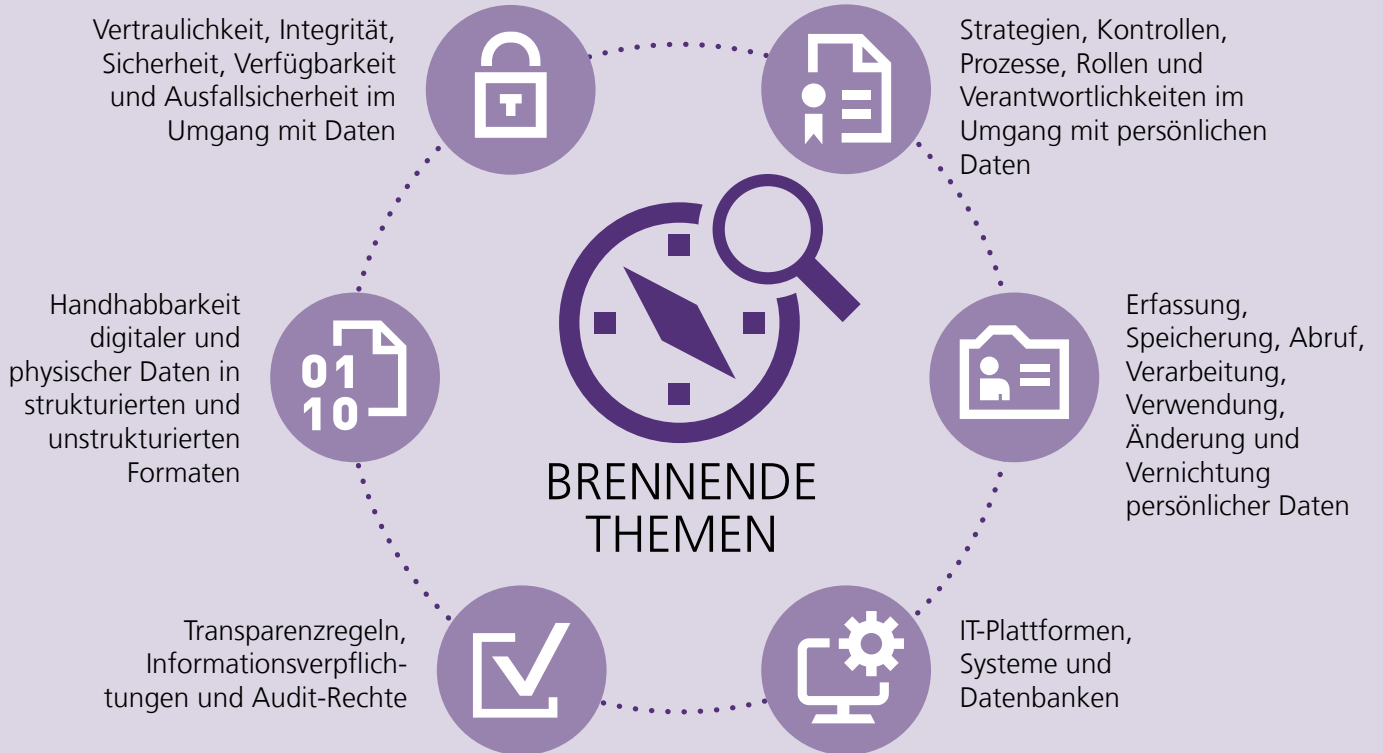 Vertraulichkeit, Integrität,
Sicherheit, Verfügbarkeit
und Ausfallsicherheit im
Umgang mit Daten
Strategien, Kontrollen,
Prozesse, Rollen und
Verantwortlichkeiten im
Umgang mit persönlichen
Daten
Handhabbarkeit
digitaler und
physischer Daten in
strukturierten und
unstrukturierten
Formaten
01
10
BRENNENDE
THEMEN
Erfassung,
Speicherung, Abruf,
Verarbeitung,
Verwendung,
Änderung und
Vernichtung
persönlicher Daten
Transparenzregeln,
Informationsverpflich-
tungen und Audit-Rechte
IT-Plattformen,
Systeme und
Datenbanken